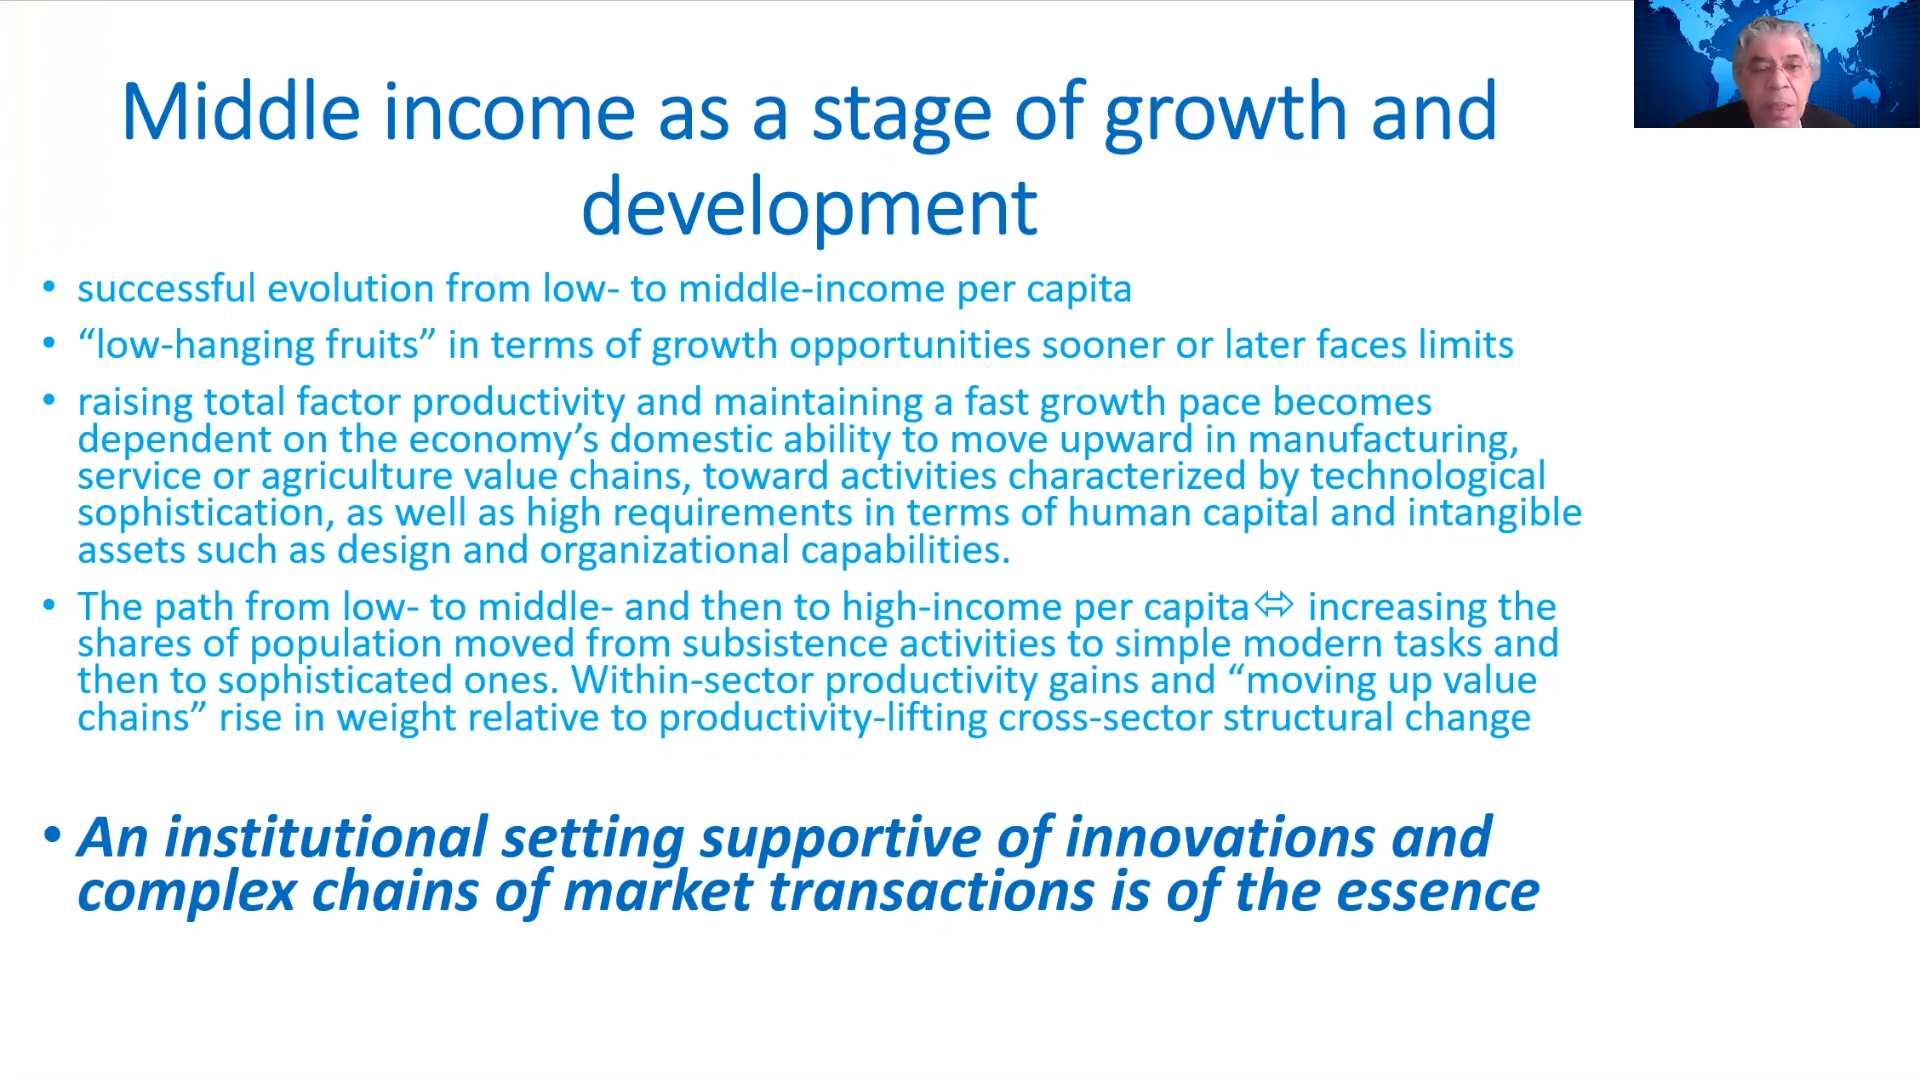 Middle income as a stage of growth and
development
• successful evolution from low- to middle-income per capita
• “low-hanging fruits” in terms of growth opportunities sooner or later faces limits
• raising total factor productivity and maintaining a fast growth pace becomes
dependent on the economy’s domestic ability to move upward in manufacturing,
service or agriculture value chains, toward activities characterized by technological
sophistication, as well as high requirements in terms of human capital and intangible
assets such as design and organizational capabilities.
• The path from low- to middle- and then to high-income per capita⬄ increasing the
shares of population moved from subsistence activities to simple modern tasks and
then to sophisticated ones. Within-sector productivity gains and “moving up value
chains” rise in weight relative to productivity-lifting cross-sector structural change
• An institutional setting supportive of innovations and
complex chains of market transactions is of the essence